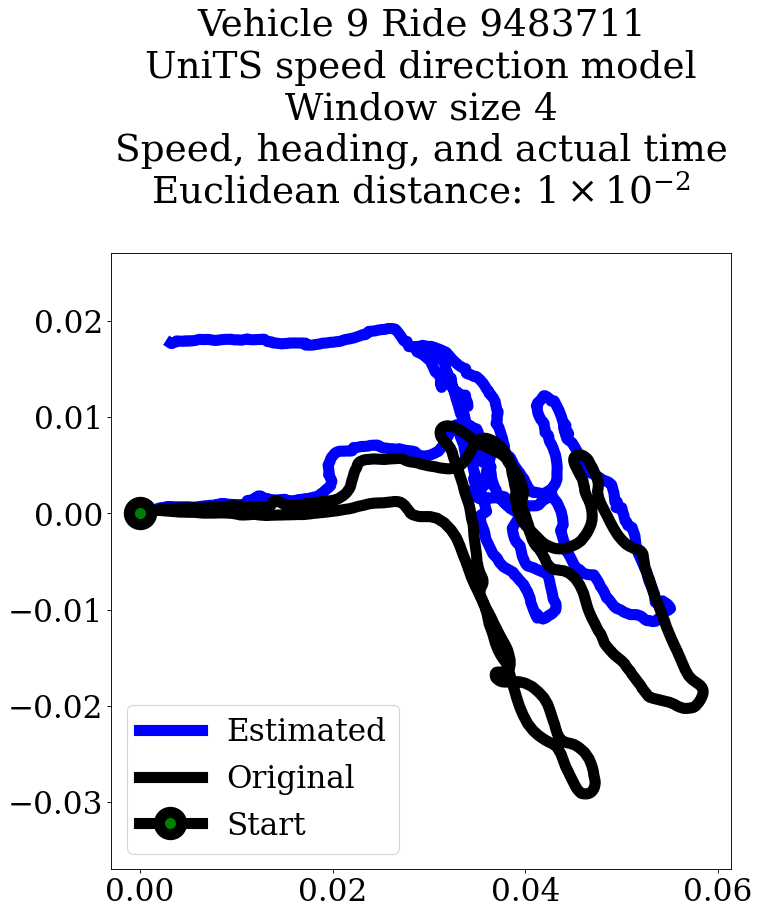 Vehicle 9 Ride 9483711
UniTS speed direction model
Window size 4
Speed, heading, and actual time
Euclidean distance: 1 × 10⁻²
0.02
0.01
0.00
−0.01
−0.02
−0.03
Estimated
Original
Start
0.00 0.02 0.04 0.06